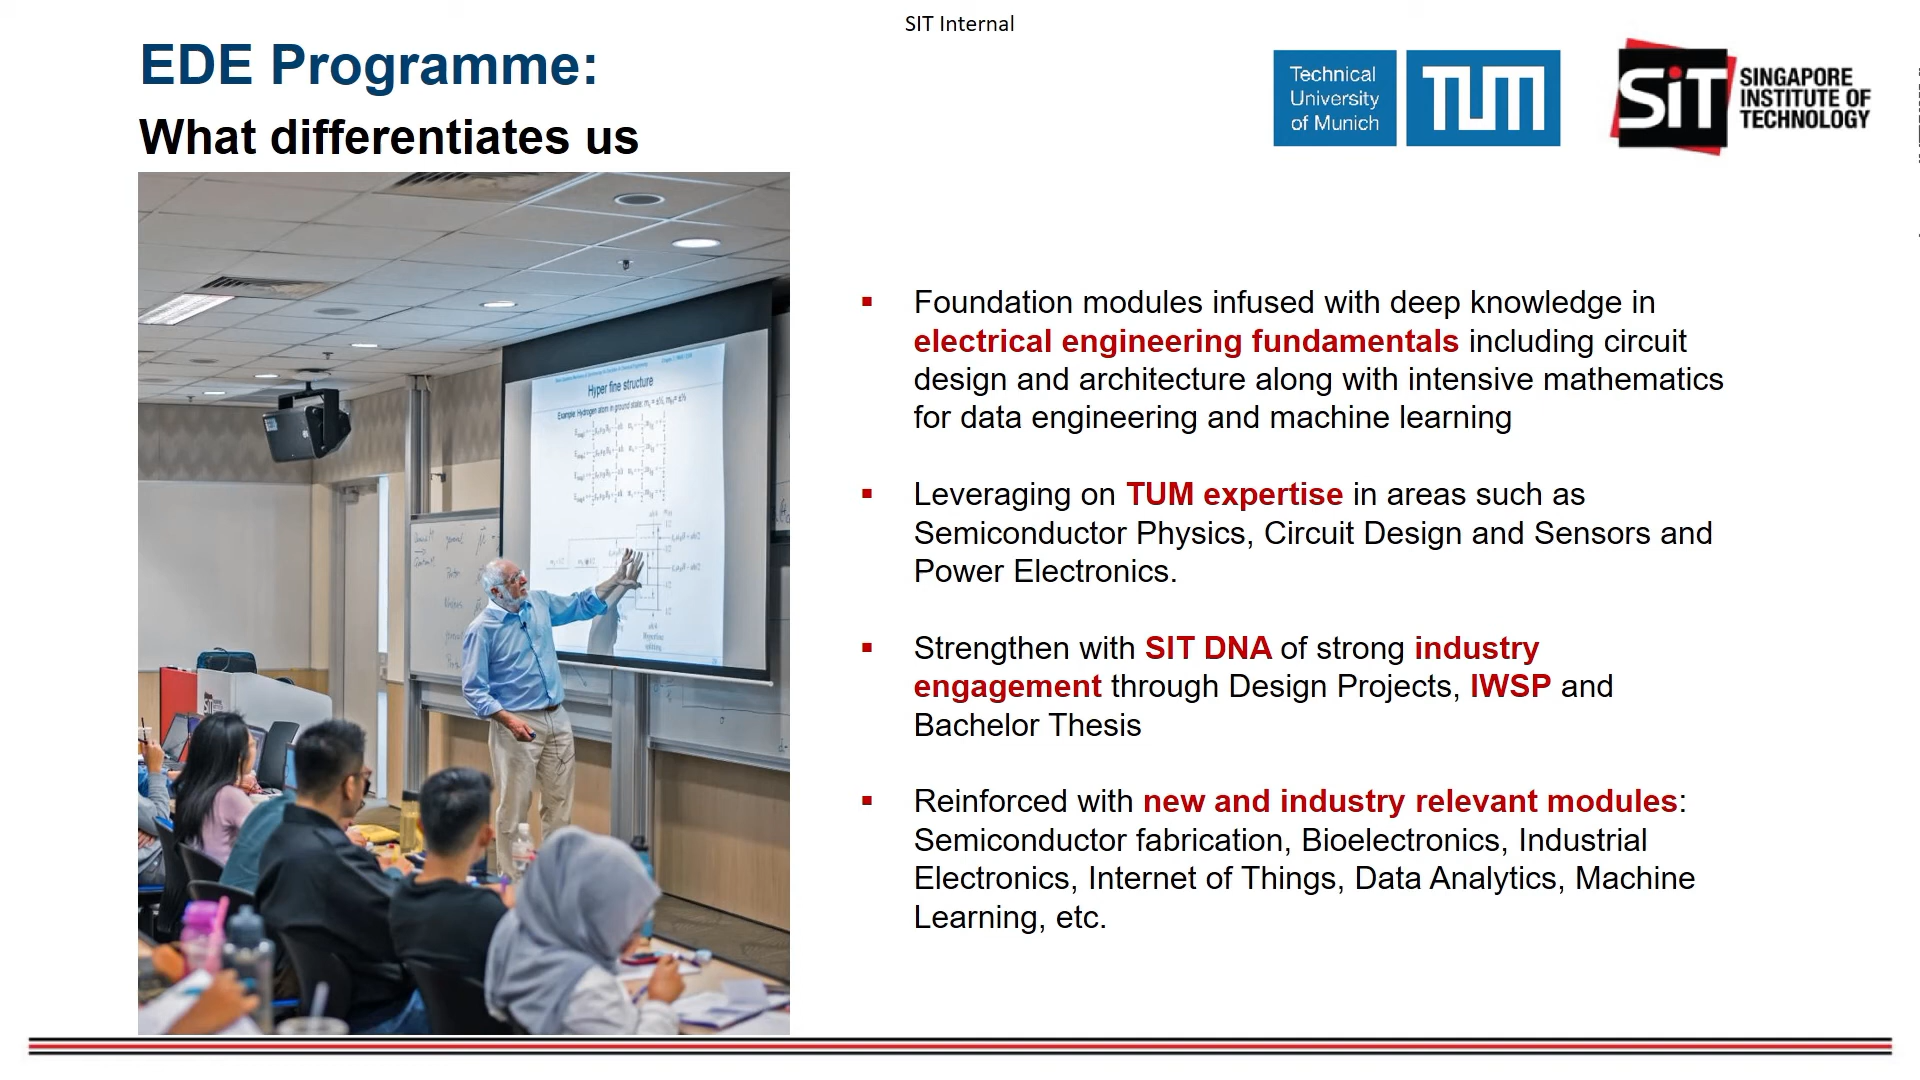 SIT Internal
EDE Programme:
What differentiates us
Technical
University
of Munich
TUM
SiT
SINGAPORE
INSTITUTE OF
TECHNOLOGY
Hyper fine structure
▪ Foundation modules infused with deep knowledge in
electrical engineering fundamentals including circuit
design and architecture along with intensive mathematics
for data engineering and machine learning
▪ Leveraging on TUM expertise in areas such as
Semiconductor Physics, Circuit Design and Sensors and
Power Electronics.
▪ Strengthen with SIT DNA of strong industry
engagement through Design Projects, IWSP and
Bachelor Thesis
▪ Reinforced with new and industry relevant modules:
Semiconductor fabrication, Bioelectronics, Industrial
Electronics, Internet of Things, Data Analytics, Machine
Learning, etc.